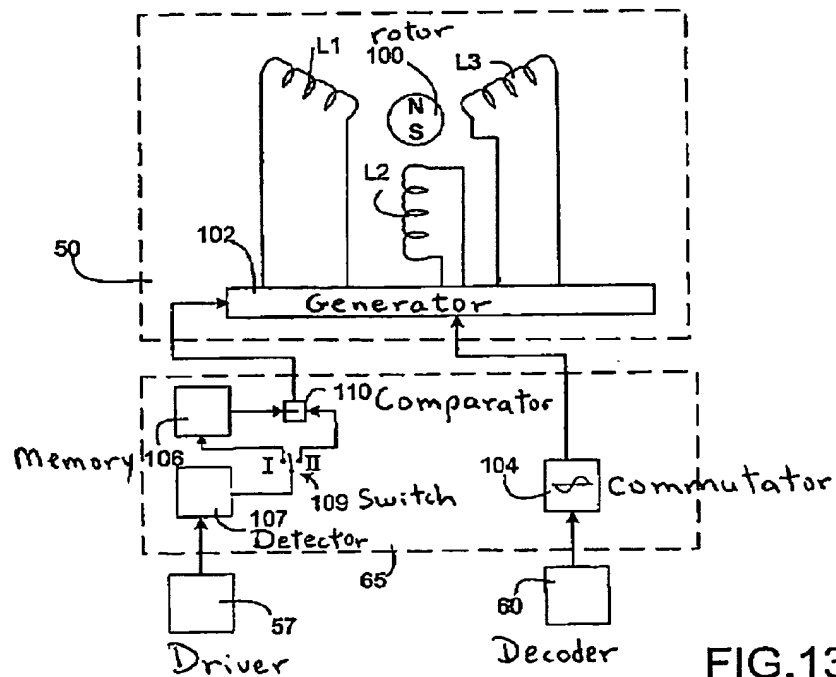 rotor
L1
100
L3
N
S
L2
102
50
Generator
110 Comparator
Memory 106
I II
104
Commutator
109 Switch
107
Detector
65
57
60
Driver
Decoder
FIG.13